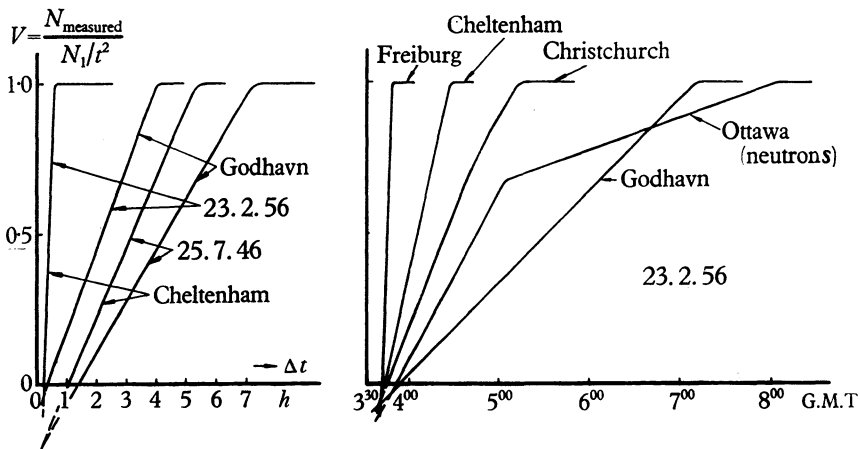 V = N measured / N₁/t²
1·0
0·5
0
0 1 2 3 4 5 6 7 h
→ Δt
Godhavn
23. 2. 56
25. 7. 46
Cheltenham
Freiburg
Cheltenham
Christchurch
Ottawa
(neutrons)
Godhavn
23. 2. 56
3³⁰ 4⁰⁰ 5⁰⁰ 6⁰⁰ 7⁰⁰ 8⁰⁰ G.M.T